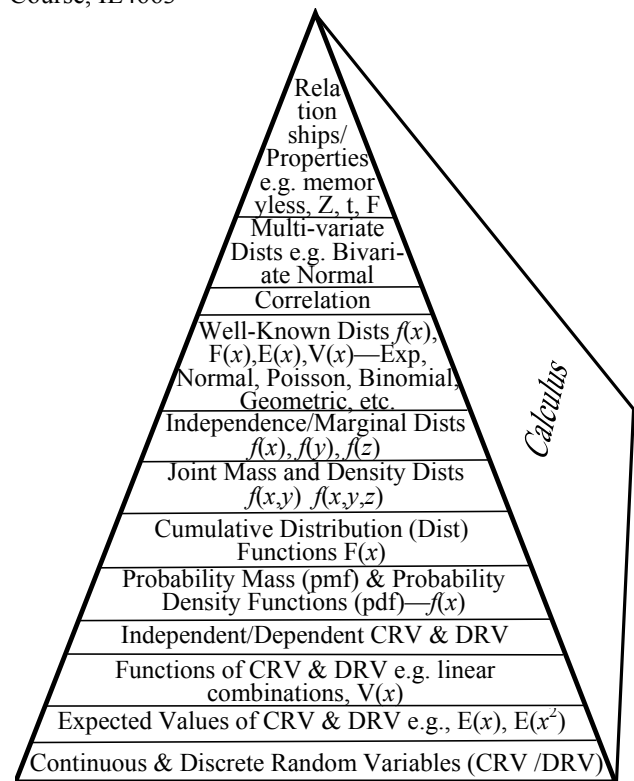 Course, IE4665
Rela
tion
ships/
Properties
e.g. memor
yless, Z, t, F
Multi-variate
Dists e.g. Bivari-
ate Normal
Correlation
Well-Known Dists f(x),
F(x),E(x),V(x)—Exp,
Normal, Poisson, Binomial,
Geometric, etc.
Independence/Marginal Dists
f(x), f(y), f(z)
Joint Mass and Density Dists
f(x,y) f(x,y,z)
Cumulative Distribution (Dist)
Functions F(x)
Probability Mass (pmf) & Probability
Density Functions (pdf)—f(x)
Independent/Dependent CRV & DRV
Functions of CRV & DRV e.g. linear
combinations, V(x)
Expected Values of CRV & DRV e.g., E(x), E(x²)
Continuous & Discrete Random Variables (CRV /DRV)
Calculus